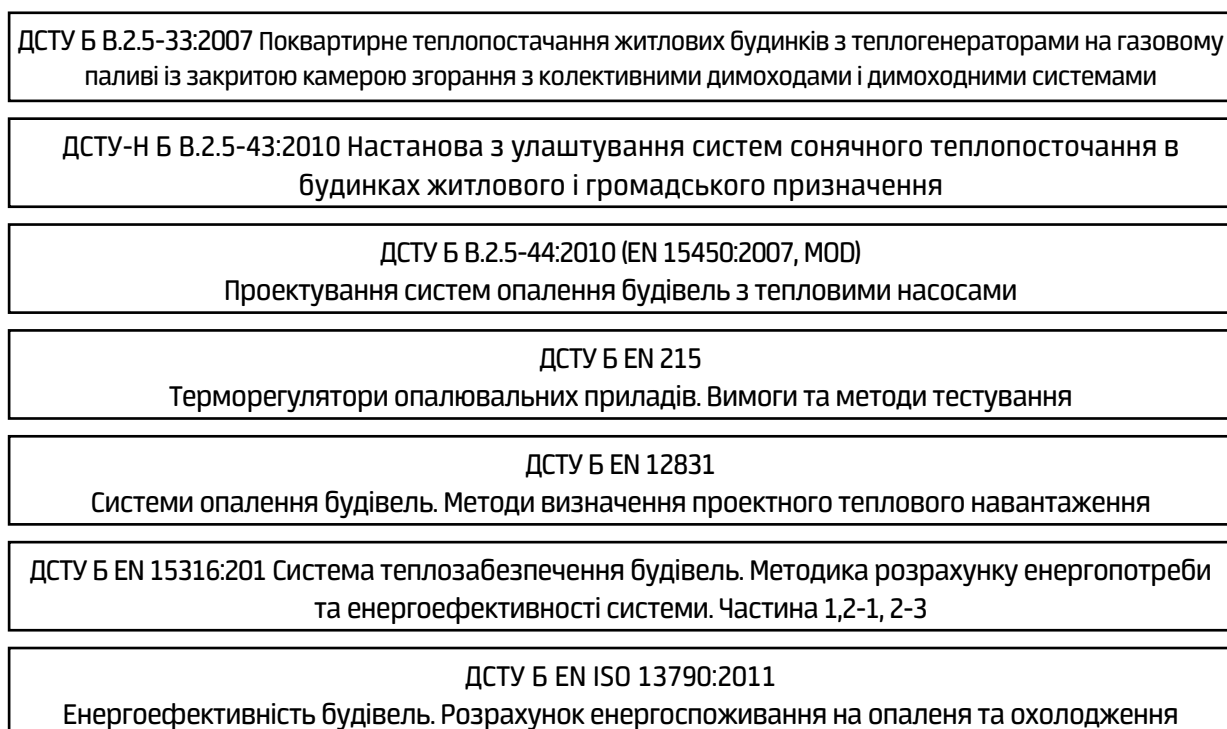 ДСТУ Б В.2.5-33:2007 Поквартирне теплопостачання житлових будинків з теплогенераторами на газовому
паливі із закритою камерою згорання з колективними димоходами і димоходними системами
ДСТУ-Н Б В.2.5-43:2010 Настанова з улаштування систем сонячного теплопосточання в
будинках житлового і громадського призначення
ДСТУ Б В.2.5-44:2010 (EN 15450:2007, MOD)
Проектування систем опалення будівель з тепловими насосами
ДСТУ Б EN 215
Терморегулятори опалювальних приладів. Вимоги та методи тестування
ДСТУ Б EN 12831
Системи опалення будівель. Методи визначення проектного теплового навантаження
ДСТУ Б EN 15316:201 Система теплозабезпечення будівель. Методика розрахунку енергопотреби
та енергоефективності системи. Частина 1,2-1, 2-3
ДСТУ Б EN ISO 13790:2011
Енергоефективність будівель. Розрахунок енергоспоживання на опаленя та охолодження